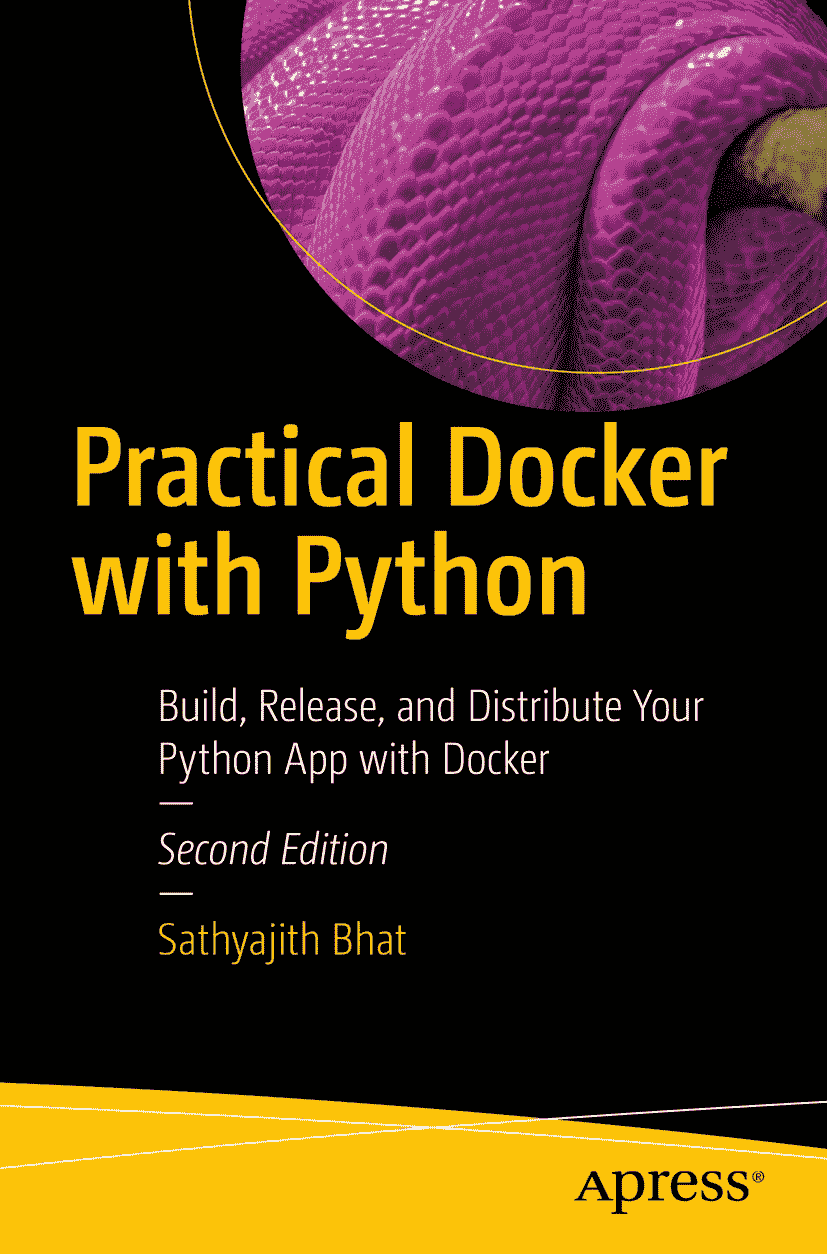 Practical Docker
with Python
Build, Release, and Distribute Your
Python App with Docker
—
Second Edition
—
Sathyajith Bhat
Apress®